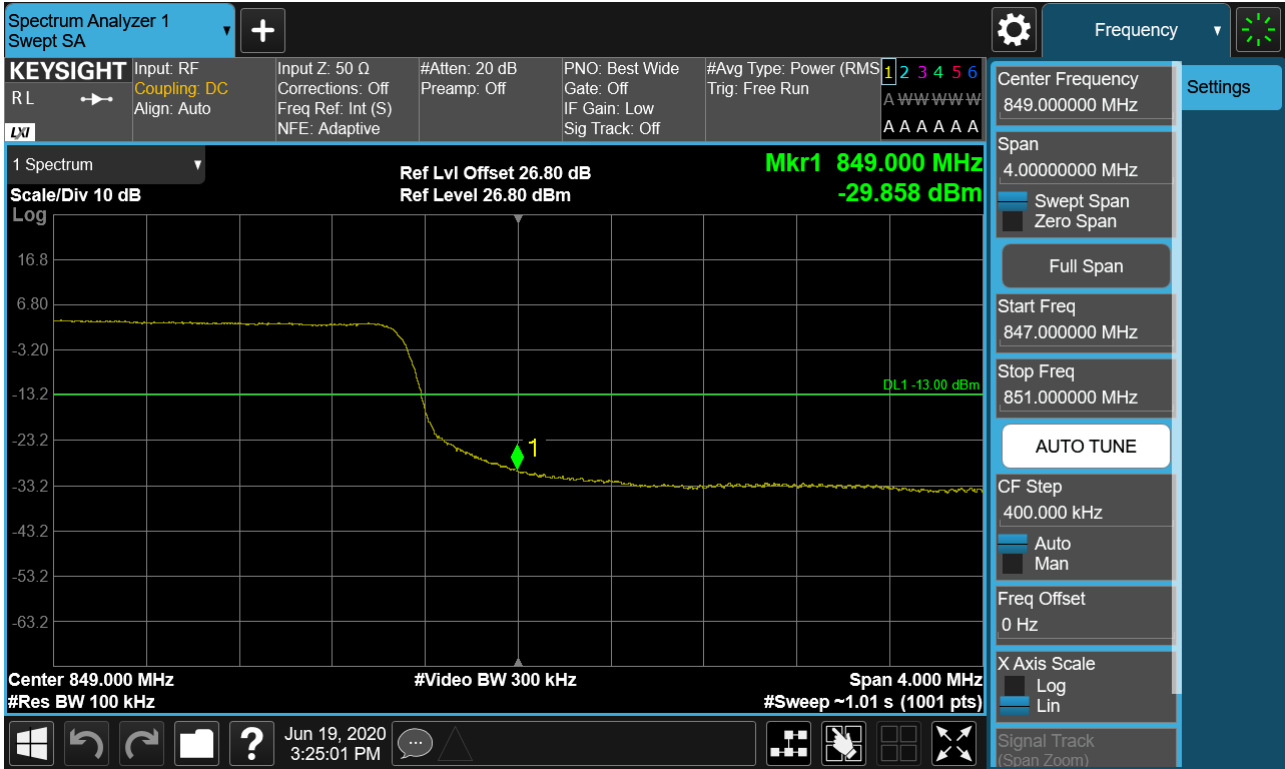 Spectrum Analyzer 1
Swept SA
Frequency
KEYSIGHT
R L
LXI
Input: RF
Coupling: DC
Align: Auto
Input Z: 50 Ω
Corrections: Off
Freq Ref: Int (S)
NFE: Adaptive
#Atten: 20 dB
Preamp: Off
PNO: Best Wide
Gate: Off
IF Gain: Low
Sig Track: Off
#Avg Type: Power (RMS
Trig: Free Run
1 2 3 4 5 6
A W W W W W
A A A A A A
1 Spectrum
Scale/Div 10 dB
Log
Ref Lvl Offset 26.80 dB
Ref Level 26.80 dBm
Mkr1 849.000 MHz
-29.858 dBm
16.8
6.80
-3.20
-13.2
-23.2
-33.2
-43.2
-53.2
-63.2
DL1 -13.00 dBm
1
Center 849.000 MHz
#Res BW 100 kHz
#Video BW 300 kHz
Span 4.000 MHz
#Sweep ~1.01 s (1001 pts)
Center Frequency
849.000000 MHz
Span
4.00000000 MHz
Swept Span
Zero Span
Full Span
Start Freq
847.000000 MHz
Stop Freq
851.000000 MHz
AUTO TUNE
CF Step
400.000 kHz
Auto
Man
Freq Offset
0 Hz
X Axis Scale
Log
Lin
Signal Track
(Span Zoom)
Settings
?
Jun 19, 2020
3:25:01 PM